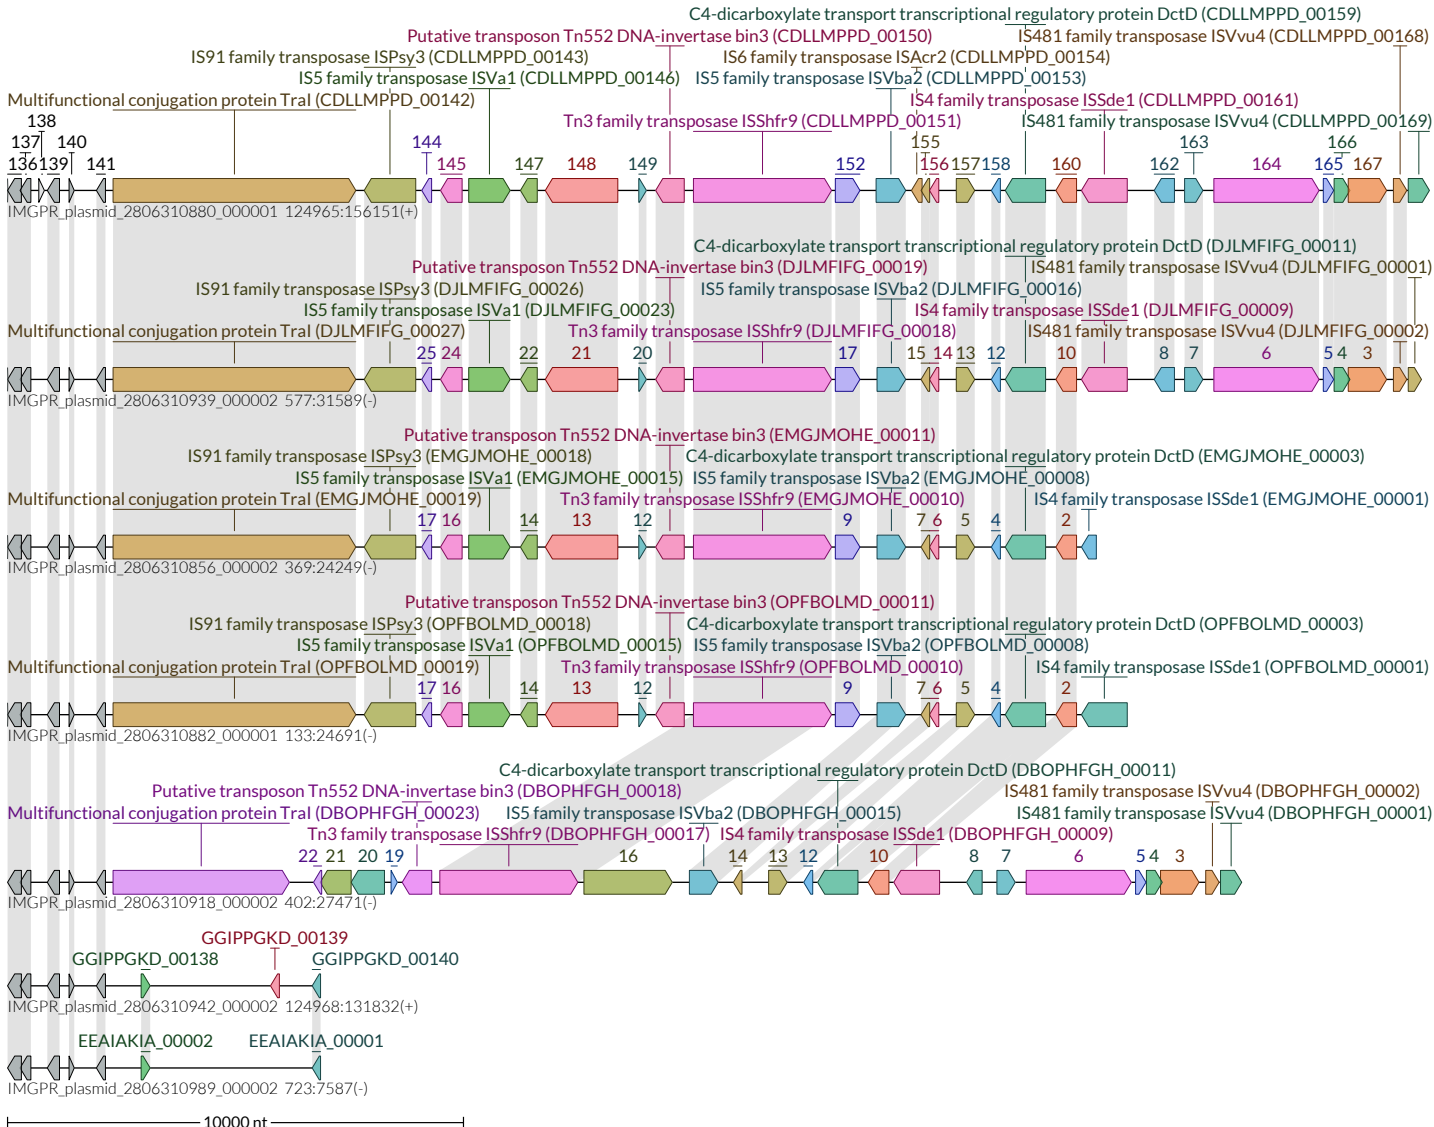 C4-dicarboxylate transport transcriptional regulatory protein DctD (CDLLMPPD_00159)
Putative transposon Tn552 DNA-invertase bin3 (CDLLMPPD_00150) IS481 family transposase ISVvu4 (CDLLMPPD_00168)
IS91 family transposase ISPsy3 (CDLLMPPD_00143) IS6 family transposase ISAcr2 (CDLLMPPD_00154)
IS5 family transposase ISVa1 (CDLLMPPD_00146) IS5 family transposase ISVba2 (CDLLMPPD_00153)
Multifunctional conjugation protein TraI (CDLLMPPD_00142) IS4 family transposase ISSde1 (CDLLMPPD_00161)
138 Tn3 family transposase ISShfr9 (CDLLMPPD_00151) IS481 family transposase ISVvu4 (CDLLMPPD_00169)
137 140 144 155 163 166
136 139 141 145 147 148 149 152 156 157 158 160 162 164 165 167
IMGPR_plasmid_2806310880_000001 124965:156151(+)
C4-dicarboxylate transport transcriptional regulatory protein DctD (DJLMFIFG_00011)
Putative transposon Tn552 DNA-invertase bin3 (DJLMFIFG_00019) IS481 family transposase ISVvu4 (DJLMFIFG_00001)
IS91 family transposase ISPsy3 (DJLMFIFG_00026) IS5 family transposase ISVba2 (DJLMFIFG_00016)
IS5 family transposase ISVa1 (DJLMFIFG_00023) IS4 family transposase ISSde1 (DJLMFIFG_00009)
Multifunctional conjugation protein TraI (DJLMFIFG_00027) Tn3 family transposase ISShfr9 (DJLMFIFG_00018) IS481 family transposase ISVvu4 (DJLMFIFG_00002)
25 24 22 21 20 17 15 14 13 12 10 8 7 6 5 4 3
IMGPR_plasmid_2806310939_000002 577:31589(-)
Putative transposon Tn552 DNA-invertase bin3 (EMGJMOHE_00011)
IS91 family transposase ISPsy3 (EMGJMOHE_00018) C4-dicarboxylate transport transcriptional regulatory protein DctD (EMGJMOHE_00003)
IS5 family transposase ISVa1 (EMGJMOHE_00015) IS5 family transposase ISVba2 (EMGJMOHE_00008)
Multifunctional conjugation protein TraI (EMGJMOHE_00019) Tn3 family transposase ISShfr9 (EMGJMOHE_00010) IS4 family transposase ISSde1 (EMGJMOHE_00001)
17 16 14 13 12 9 7 6 5 4 2
IMGPR_plasmid_2806310856_000002 369:24249(-)
Putative transposon Tn552 DNA-invertase bin3 (OPFBOLMD_00011)
IS91 family transposase ISPsy3 (OPFBOLMD_00018) C4-dicarboxylate transport transcriptional regulatory protein DctD (OPFBOLMD_00003)
IS5 family transposase ISVa1 (OPFBOLMD_00015) IS5 family transposase ISVba2 (OPFBOLMD_00008)
Multifunctional conjugation protein TraI (OPFBOLMD_00019) Tn3 family transposase ISShfr9 (OPFBOLMD_00010) IS4 family transposase ISSde1 (OPFBOLMD_00001)
17 16 14 13 12 9 7 6 5 4 2
IMGPR_plasmid_2806310882_000001 133:24691(-)
C4-dicarboxylate transport transcriptional regulatory protein DctD (DBOPHFGH_00011)
Putative transposon Tn552 DNA-invertase bin3 (DBOPHFGH_00018) IS481 family transposase ISVvu4 (DBOPHFGH_00002)
Multifunctional conjugation protein TraI (DBOPHFGH_00023) IS5 family transposase ISVba2 (DBOPHFGH_00015) IS481 family transposase ISVvu4 (DBOPHFGH_00001)
Tn3 family transposase ISShfr9 (DBOPHFGH_00017) IS4 family transposase ISSde1 (DBOPHFGH_00009)
22 21 20 19 16 14 13 12 10 8 7 6 5 4 3
IMGPR_plasmid_2806310918_000002 402:27471(-)
GGIPPGKD_00139
GGIPPGKD_00138 GGIPPGKD_00140
IMGPR_plasmid_2806310942_000002 124968:131832(+)
EEAIAKIA_00002 EEAIAKIA_00001
IMGPR_plasmid_2806310989_000002 723:7587(-)
10000 nt